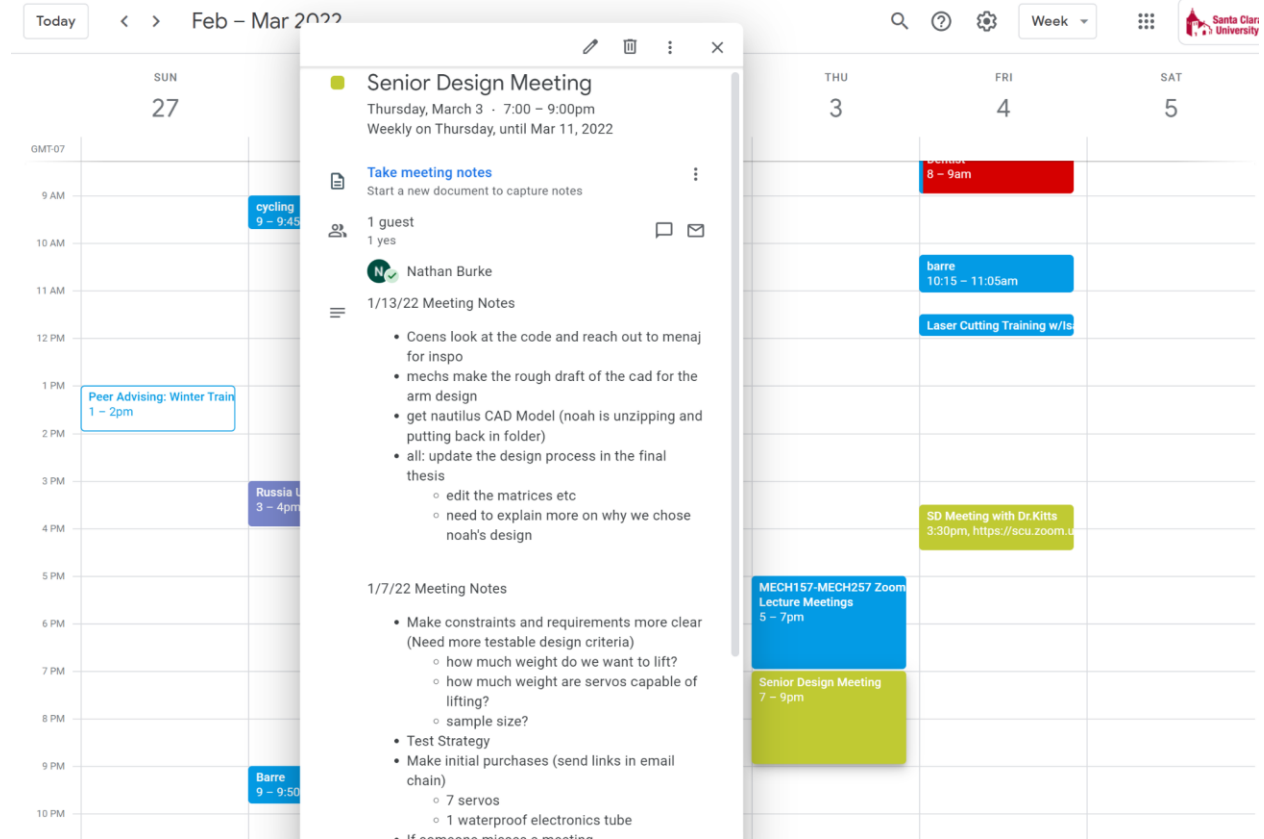 Today
Feb – Mar 2022
Week
Santa Clara
University
SUN
27
THU
3
FRI
4
SAT
5
GMT-07
9 AM
10 AM
11 AM
12 PM
1 PM
2 PM
3 PM
4 PM
5 PM
6 PM
7 PM
8 PM
9 PM
10 PM
Peer Advising: Winter Train
1 – 2pm
cycling
9 – 9:45
Russia U
3 – 4pm
Barre
9 – 9:50
Senior Design Meeting
Thursday, March 3 · 7:00 – 9:00pm
Weekly on Thursday, until Mar 11, 2022
Take meeting notes
Start a new document to capture notes
1 guest
1 yes
N
Nathan Burke
1/13/22 Meeting Notes
• Coens look at the code and reach out to menaj
for inspo
• mechs make the rough draft of the cad for the
arm design
• get nautilus CAD Model (noah is unzipping and
putting back in folder)
• all: update the design process in the final
thesis
◦ edit the matrices etc
◦ need to explain more on why we chose
noah's design
1/7/22 Meeting Notes
• Make constraints and requirements more clear
(Need more testable design criteria)
◦ how much weight do we want to lift?
◦ how much weight are servos capable of
lifting?
◦ sample size?
• Test Strategy
• Make initial purchases (send links in email
chain)
◦ 7 servos
◦ 1 waterproof electronics tube
• If someone misses a meeting
MECH157-MECH257 Zoom
Lecture Meetings
5 – 7pm
Senior Design Meeting
7 – 9pm
Dentist
8 – 9am
barre
10:15 – 11:05am
Laser Cutting Training w/Is
SD Meeting with Dr.Kitts
3:30pm, https://scu.zoom.u